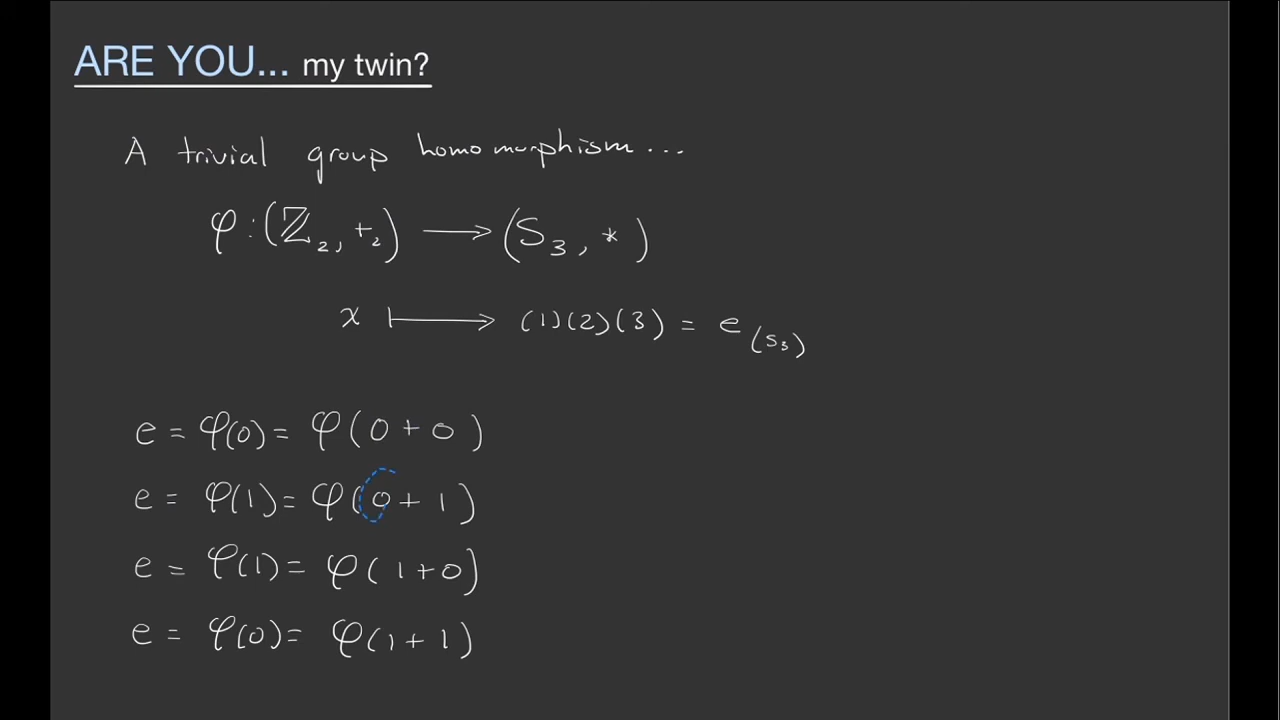 ARE YOU... my twin?
A trivial group homomorphism...
φ : (ℤ₂, +₂) ⟶ (S₃, *)
x ⟼ (1)(2)(3) = e₍S₃₎
e = φ(0) = φ(0+0)
e = φ(1) = φ(0+1)
e = φ(1) = φ(1+0)
e = φ(0) = φ(1+1)